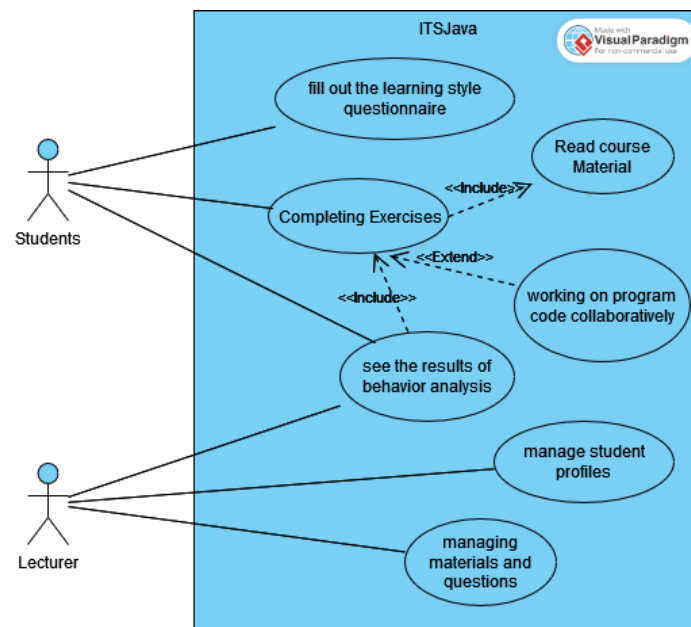 ITSJava
Made with
VisualParadigm
For non-commercial use
fill out the learning style
questionnaire
Read course
Material
<<Include>>
Completing Exercises
Students
<<Extend>>
working on program
code collaboratively
<<Include>>
see the results of
behavior analysis
manage student
profiles
Lecturer
managing
materials and
questions